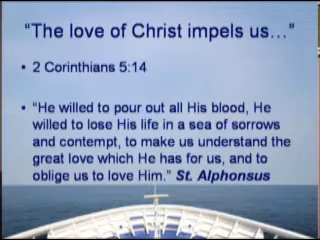 “The love of Christ impels us…”
• 2 Corinthians 5:14
• “He willed to pour out all His blood, He
willed to lose His life in a sea of sorrows
and contempt, to make us understand the
great love which He has for us, and to
oblige us to love Him.” St. Alphonsus